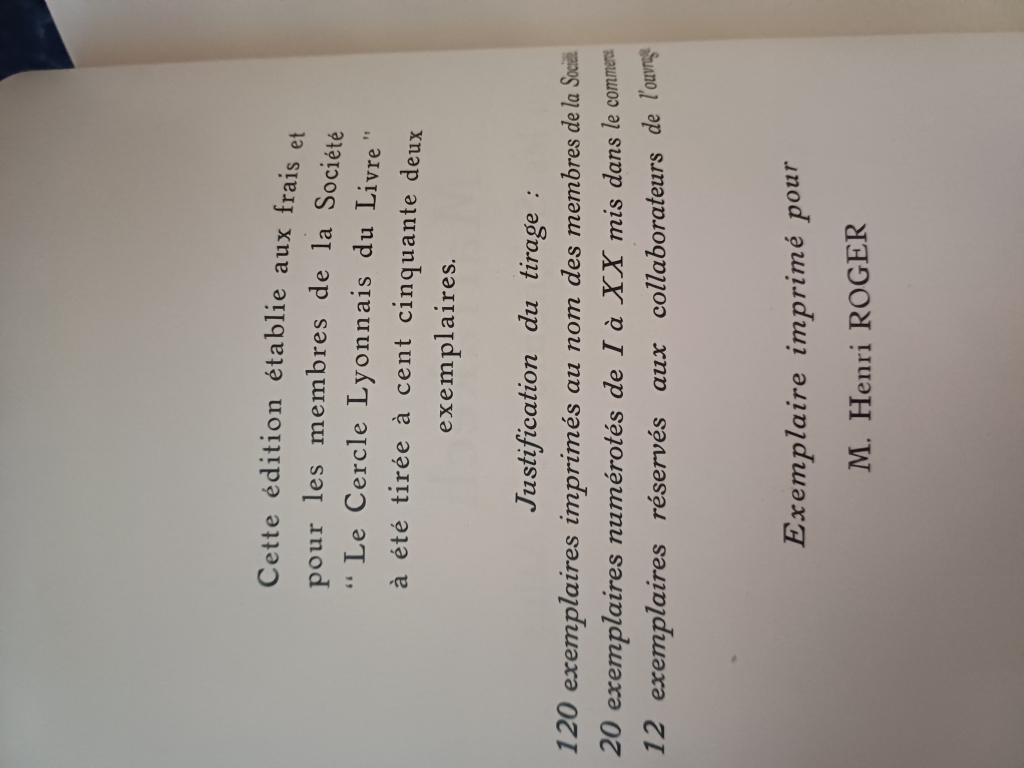 Cette édition établie aux frais et
pour les membres de la Société
“ Le Cercle Lyonnais du Livre ”
à été tirée à cent cinquante deux
exemplaires.
Justification du tirage :
120 exemplaires imprimés au nom des membres de la Société
20 exemplaires numérotés de I à XX mis dans le commerce
12 exemplaires réservés aux collaborateurs de l'ouvrage
Exemplaire imprimé pour
M. Henri ROGER